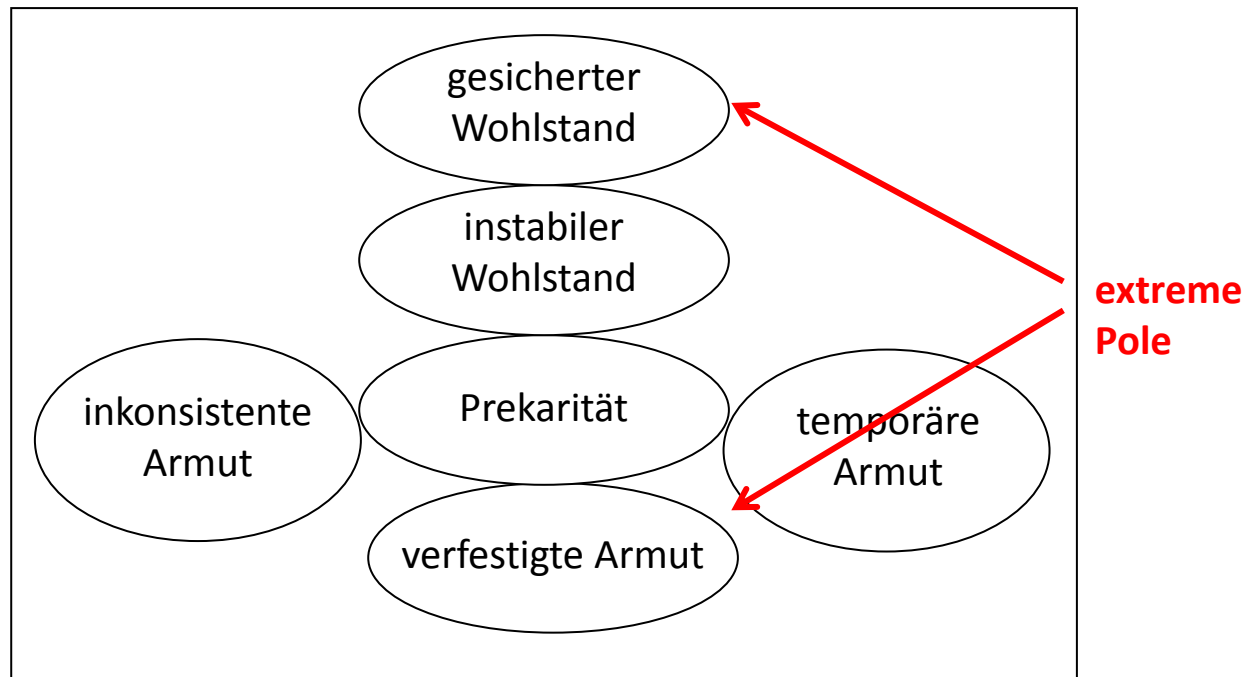 gesicherter
Wohlstand
instabiler
Wohlstand
extreme
Pole
inkonsistente
Armut
Prekarität
temporäre
Armut
verfestigte Armut